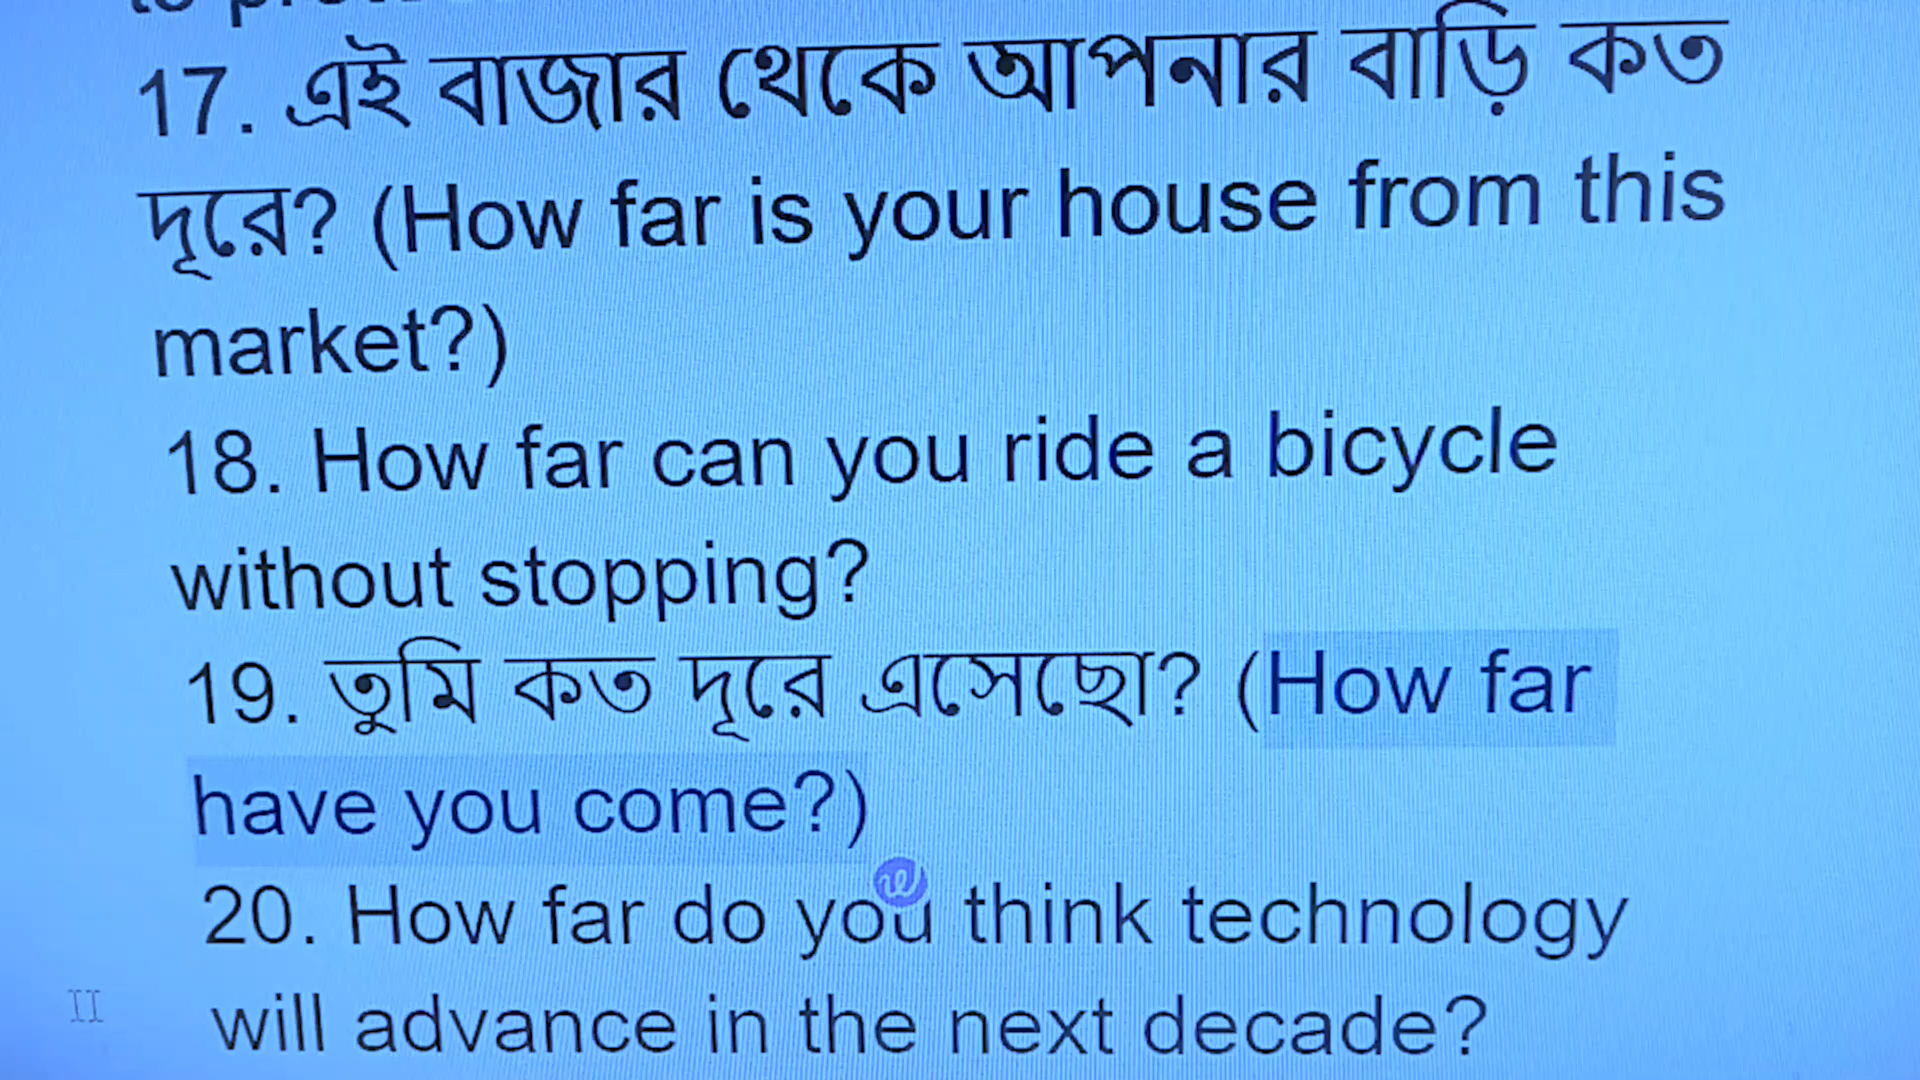 17. এই বাজার থেকে আপনার বাড়ি কত
দূরে? (How far is your house from this
market?)
18. How far can you ride a bicycle
without stopping?
19. তুমি কত দূরে এসেছো? (How far
have you come?)
20. How far do you think technology
will advance in the next decade?